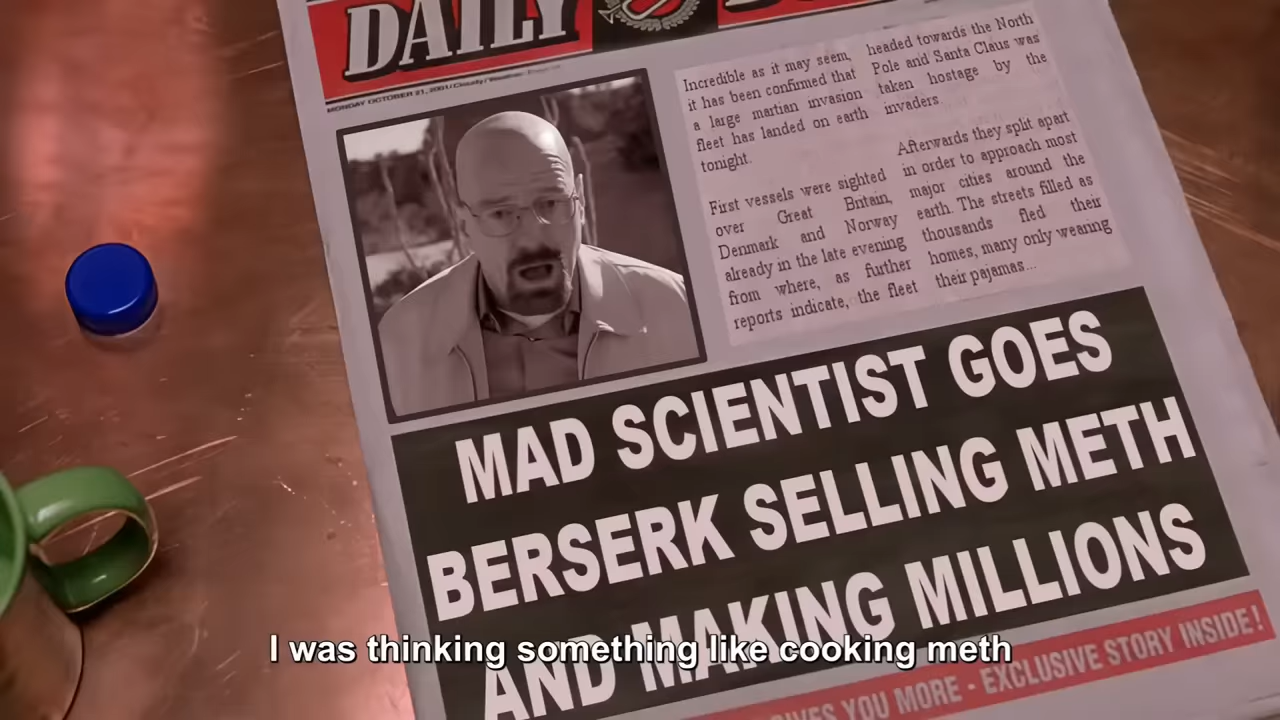 DAILY
MONDAY OCTOBER 21, 2001
Incredible as it may seem,
it has been confirmed that
a large martian invasion
fleet has landed on earth
tonight.
First vessels were sighted
over Great Britain,
Denmark and Norway
already in the late evening
from where, as further
reports indicate, the fleet
headed towards the North
Pole and Santa Claus was
taken hostage by the
invaders.
Afterwards they split apart
in order to approach most
major cities around the
earth. The streets filled as
thousands fled their
homes, many only wearing
their pajamas...
MAD SCIENTIST GOES
BERSERK SELLING METH
AND MAKING MILLIONS
GIVES YOU MORE - EXCLUSIVE STORY INSIDE!
I was thinking something like cooking meth